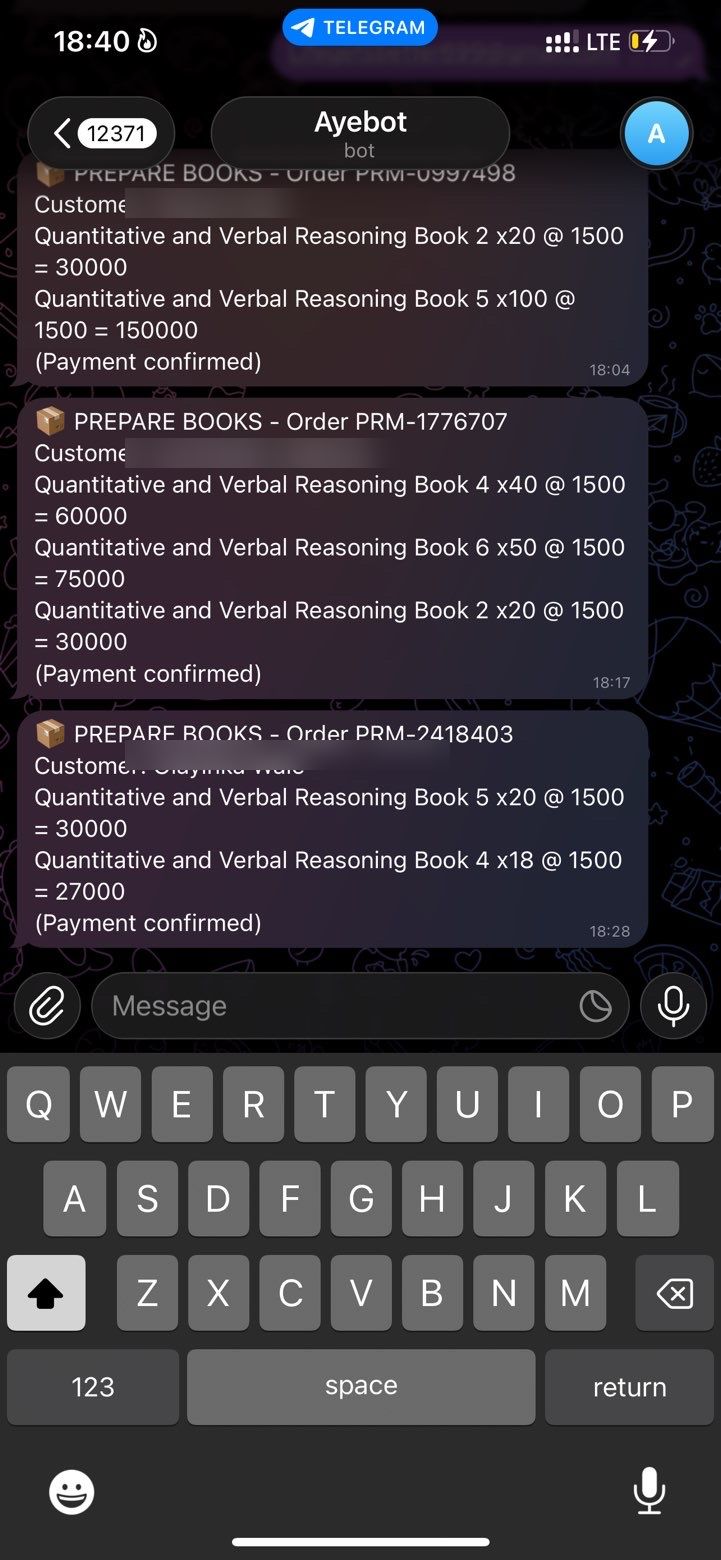 18:40
TELEGRAM
LTE
12371
Ayebot
bot
A
PREPARE BOOKS - Order PRM-0997498
Custome
Quantitative and Verbal Reasoning Book 2 x20 @ 1500
= 30000
Quantitative and Verbal Reasoning Book 5 x100 @
1500 = 150000
(Payment confirmed)
18:04
PREPARE BOOKS - Order PRM-1776707
Custome
Quantitative and Verbal Reasoning Book 4 x40 @ 1500
= 60000
Quantitative and Verbal Reasoning Book 6 x50 @ 1500
= 75000
Quantitative and Verbal Reasoning Book 2 x20 @ 1500
= 30000
(Payment confirmed)
18:17
PREPARE BOOKS - Order PRM-2418403
Customer:
Quantitative and Verbal Reasoning Book 5 x20 @ 1500
= 30000
Quantitative and Verbal Reasoning Book 4 x18 @ 1500
= 27000
(Payment confirmed)
18:28
Message
Q W E R T Y U I O P
A S D F G H J K L
Z X C V B N M
123 space return